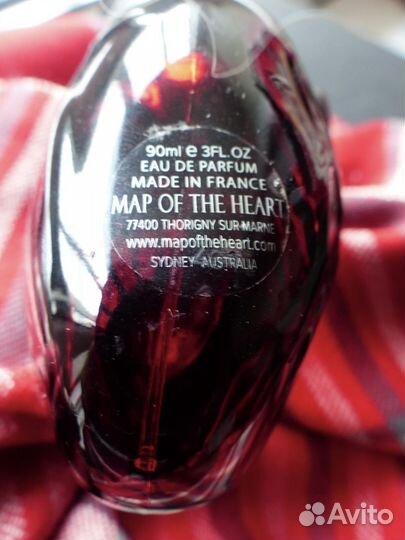 90ml e 3FL.OZ
EAU DE PARFUM
MADE IN FRANCE
MAP OF THE HEART
77400 THORIGNY SUR-MARNE
www.mapoftheheart.com
SYDNEY-AUSTRALIA
Avito